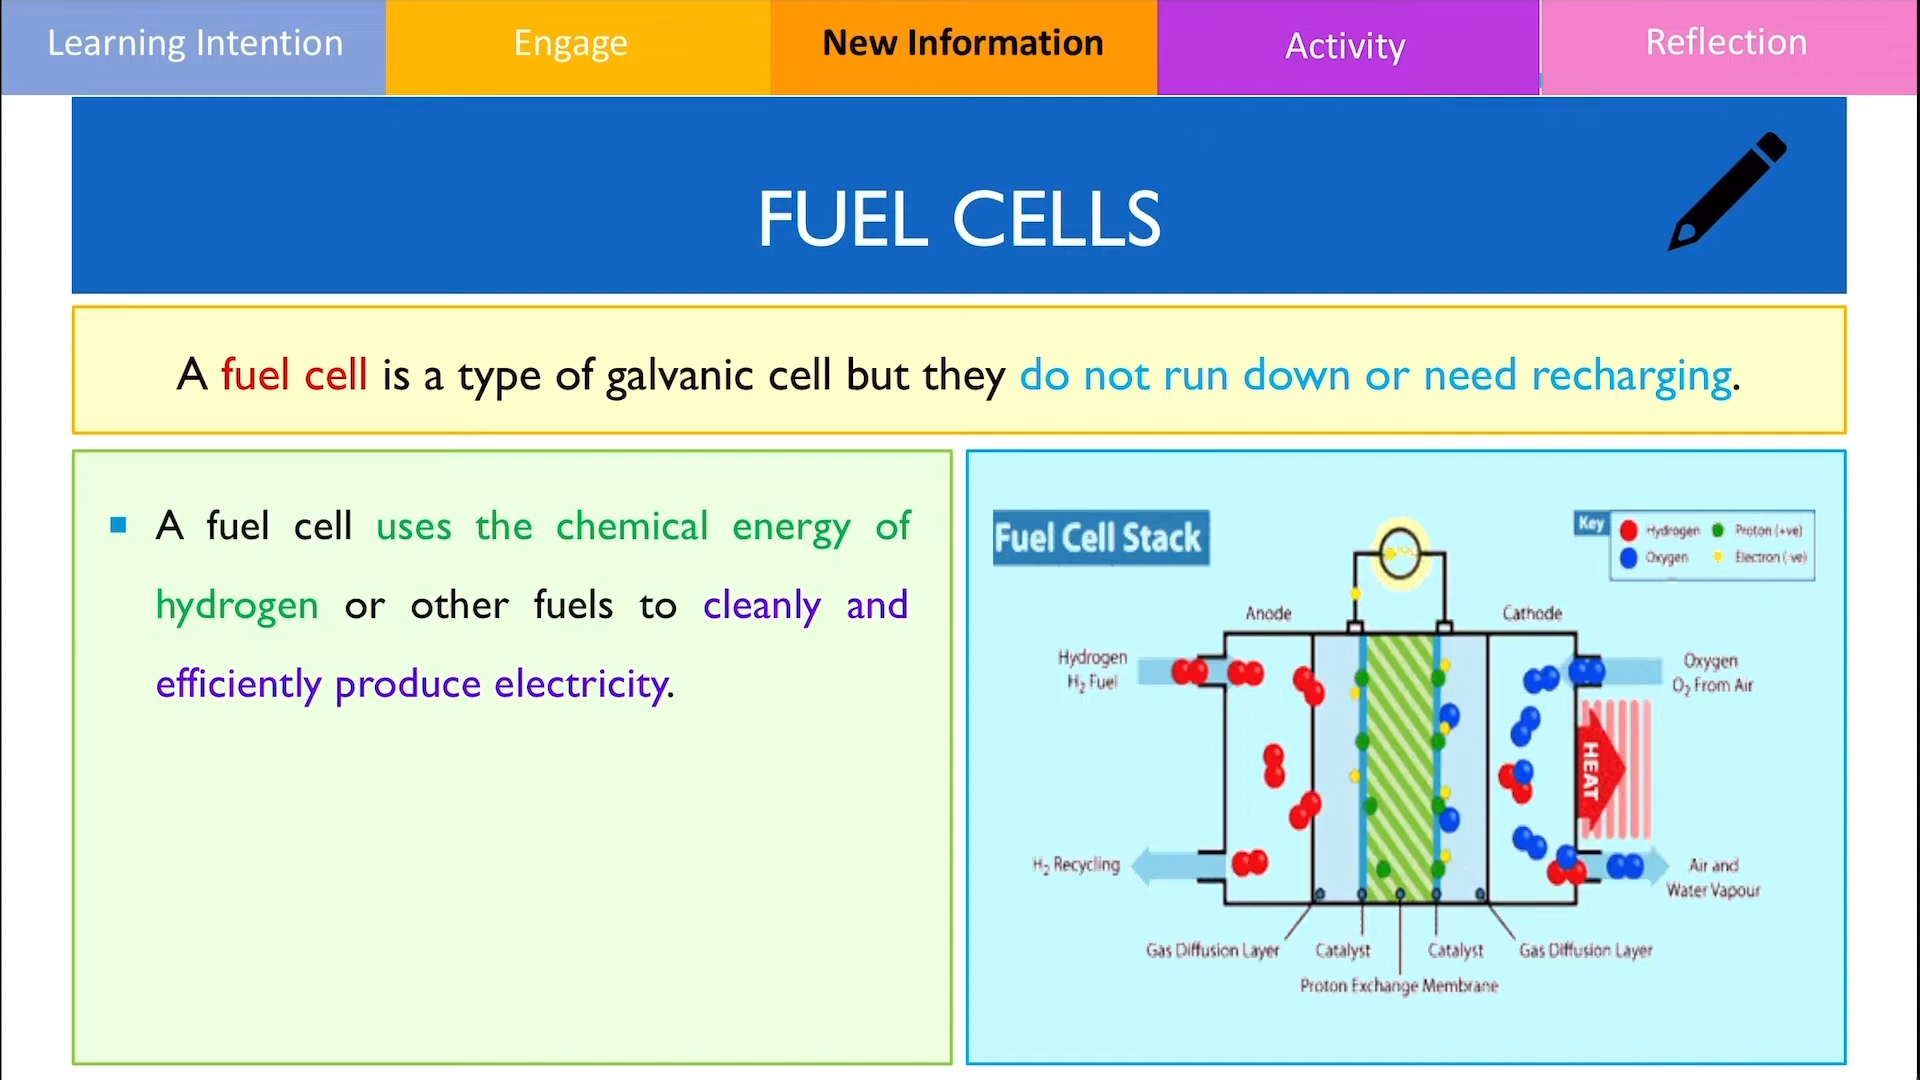 Learning Intention
Engage
New Information
Activity
Reflection
FUEL CELLS
A fuel cell is a type of galvanic cell but they do not run down or need recharging.
A fuel cell uses the chemical energy of
hydrogen or other fuels to cleanly and
efficiently produce electricity.
Fuel Cell Stack
Key
Hydrogen
Proton (+ve)
Oxygen
Electron (-ve)
Anode
Cathode
Hydrogen
H₂ Fuel
Oxygen
O₂ From Air
HEAT
H₂ Recycling
Air and
Water Vapour
Gas Diffusion Layer
Catalyst
Catalyst
Gas Diffusion Layer
Proton Exchange Membrane